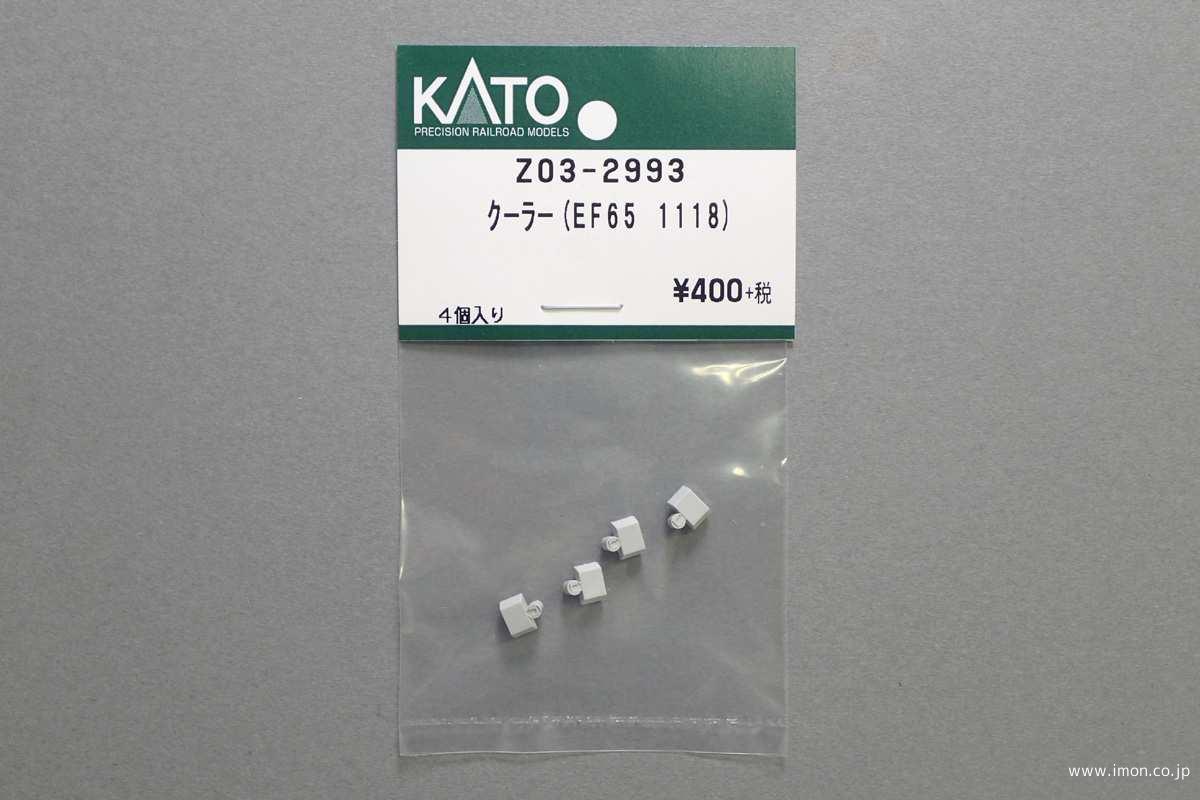 KATO
PRECISION RAILROAD MODELS
Z03-2993
クーラー(EF65 1118)
¥400+税
4個入り
www.imon.co.jp